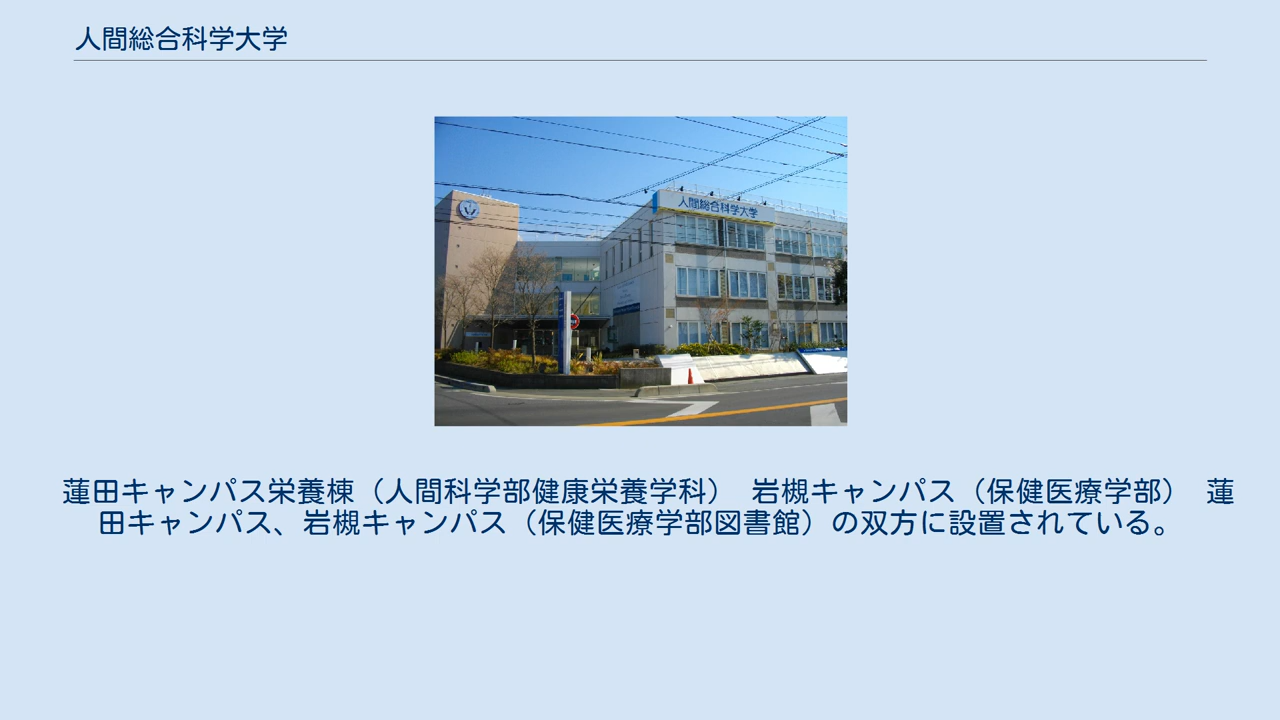 人間総合科学大学
人間総合科学大学
蓮田キャンパス栄養棟（人間科学部健康栄養学科） 岩槻キャンパス（保健医療学部） 蓮
田キャンパス、岩槻キャンパス（保健医療学部図書館）の双方に設置されている。